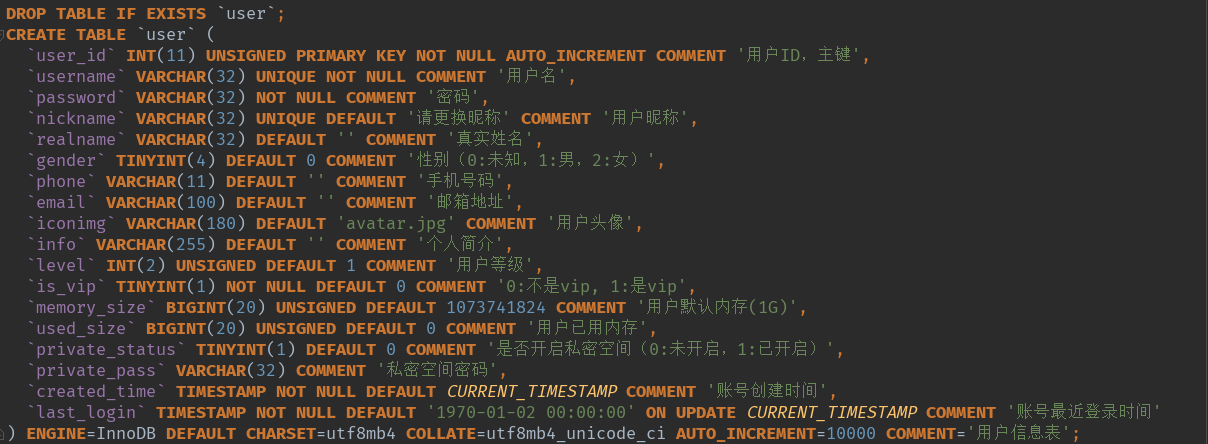 DROP TABLE IF EXISTS `user`;
CREATE TABLE `user` (
`user_id` INT(11) UNSIGNED PRIMARY KEY NOT NULL AUTO_INCREMENT COMMENT '用户ID，主键',
`username` VARCHAR(32) UNIQUE NOT NULL COMMENT '用户名',
`password` VARCHAR(32) NOT NULL COMMENT '密码',
`nickname` VARCHAR(32) UNIQUE DEFAULT '请更换昵称' COMMENT '用户昵称',
`realname` VARCHAR(32) DEFAULT '' COMMENT '真实姓名',
`gender` TINYINT(4) DEFAULT 0 COMMENT '性别（0:未知，1:男，2:女）',
`phone` VARCHAR(11) DEFAULT '' COMMENT '手机号码',
`email` VARCHAR(100) DEFAULT '' COMMENT '邮箱地址',
`iconimg` VARCHAR(180) DEFAULT 'avatar.jpg' COMMENT '用户头像',
`info` VARCHAR(255) DEFAULT '' COMMENT '个人简介',
`level` INT(2) UNSIGNED DEFAULT 1 COMMENT '用户等级',
`is_vip` TINYINT(1) NOT NULL DEFAULT 0 COMMENT '0:不是vip, 1:是vip',
`memory_size` BIGINT(20) UNSIGNED DEFAULT 1073741824 COMMENT '用户默认内存(1G)',
`used_size` BIGINT(20) UNSIGNED DEFAULT 0 COMMENT '用户已用内存',
`private_status` TINYINT(1) DEFAULT 0 COMMENT '是否开启私密空间（0:未开启，1:已开启）',
`private_pass` VARCHAR(32) COMMENT '私密空间密码',
`created_time` TIMESTAMP NOT NULL DEFAULT CURRENT_TIMESTAMP COMMENT '账号创建时间',
`last_login` TIMESTAMP NOT NULL DEFAULT '1970-01-02 00:00:00' ON UPDATE CURRENT_TIMESTAMP COMMENT '账号最近登录时间'
) ENGINE=InnoDB DEFAULT CHARSET=utf8mb4 COLLATE=utf8mb4_unicode_ci AUTO_INCREMENT=10000 COMMENT='用户信息表';